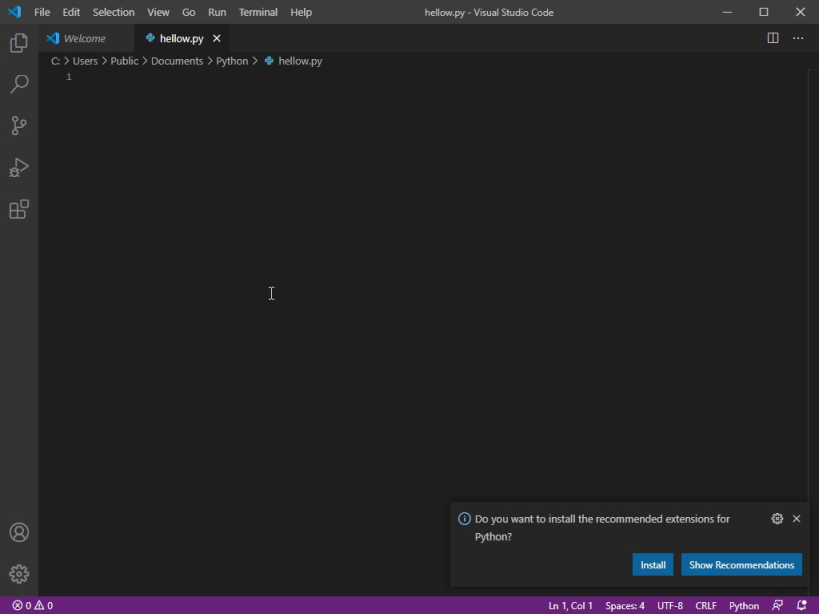 File Edit Selection View Go Run Terminal Help hellow.py - Visual Studio Code
Welcome hellow.py
C: > Users > Public > Documents > Python > hellow.py
1
Do you want to install the recommended extensions for
Python?
Install Show Recommendations
0 0 Ln 1, Col 1 Spaces: 4 UTF-8 CRLF Python